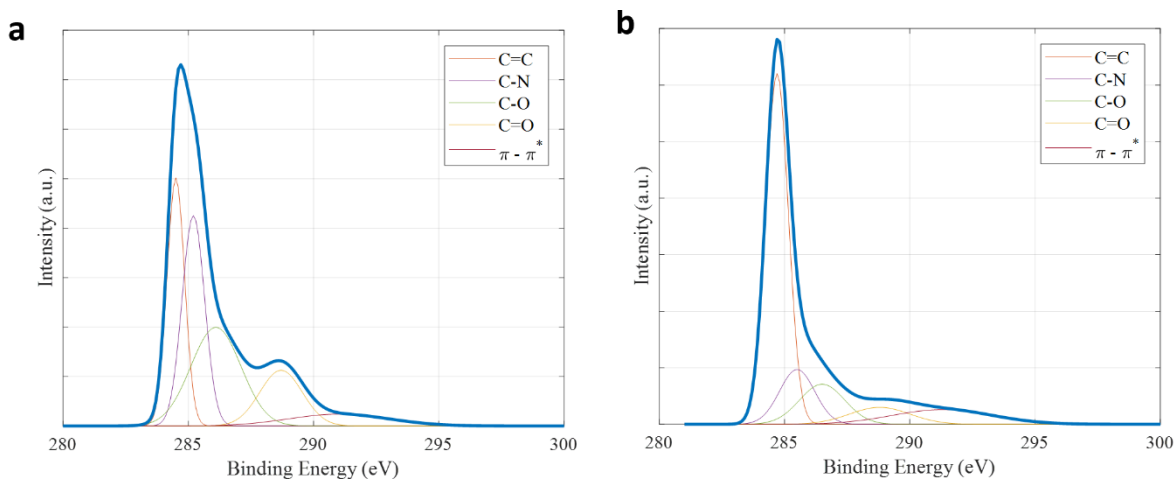 a
C=C
C-N
C-O
C=O
π - π*
Intensity (a.u.)
280 285 290 295 300
Binding Energy (eV)
b
C=C
C-N
C-O
C=O
π - π*
Intensity (a.u.)
280 285 290 295 300
Binding Energy (eV)